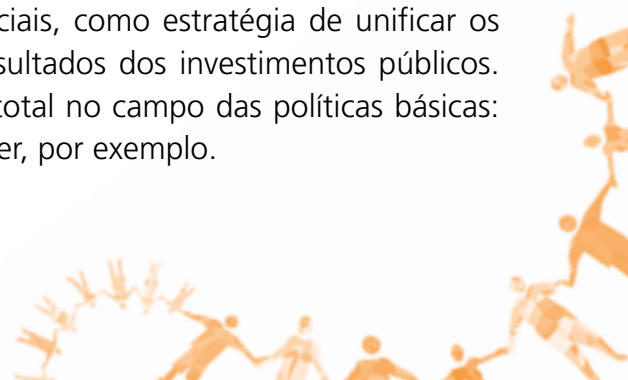 ciais, como estratégia de unificar os
sultados dos investimentos públicos.
total no campo das políticas básicas:
er, por exemplo.